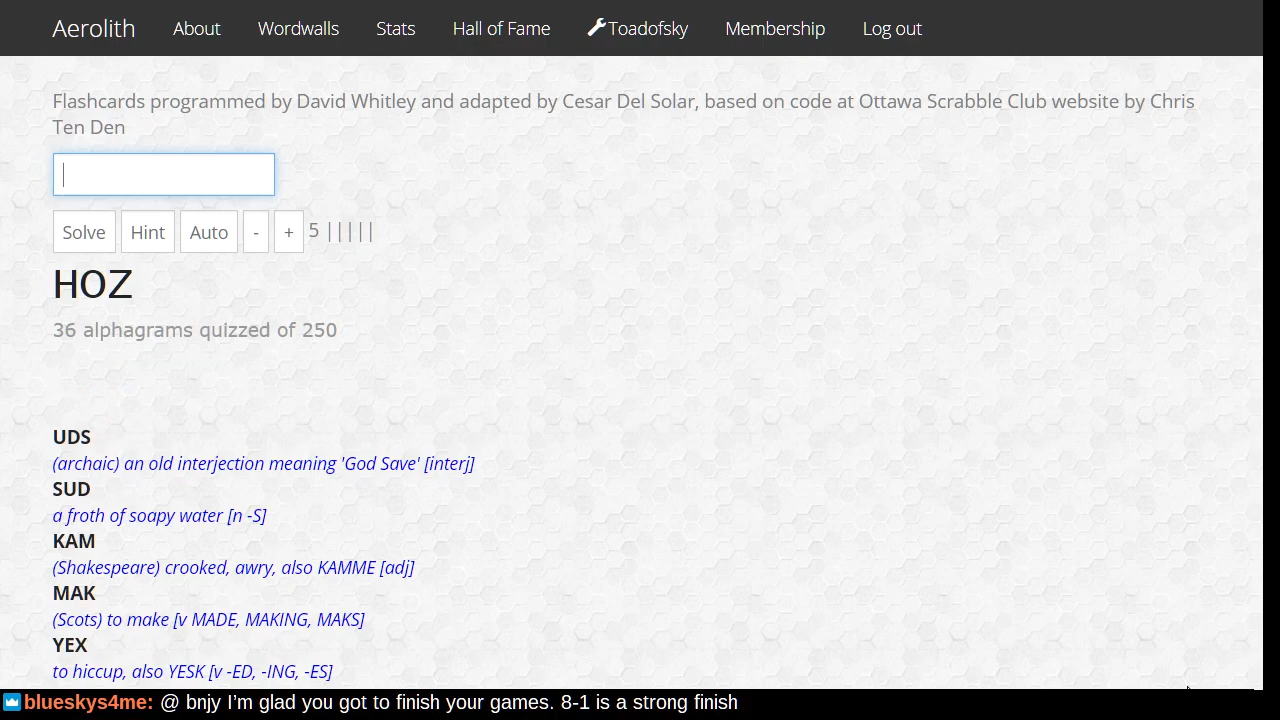 Aerolith About Wordwalls Stats Hall of Fame Toadofsky Membership Log out
Flashcards programmed by David Whitley and adapted by Cesar Del Solar, based on code at Ottawa Scrabble Club website by Chris
Ten Den
Solve Hint Auto - + 5 |||||
HOZ
36 alphagrams quizzed of 250
UDS
(archaic) an old interjection meaning 'God Save' [interj]
SUD
a froth of soapy water [n -S]
KAM
(Shakespeare) crooked, awry, also KAMME [adj]
MAK
(Scots) to make [v MADE, MAKING, MAKS]
YEX
to hiccup, also YESK [v -ED, -ING, -ES]
blueskys4me: @ bnjy I’m glad you got to finish your games. 8-1 is a strong finish